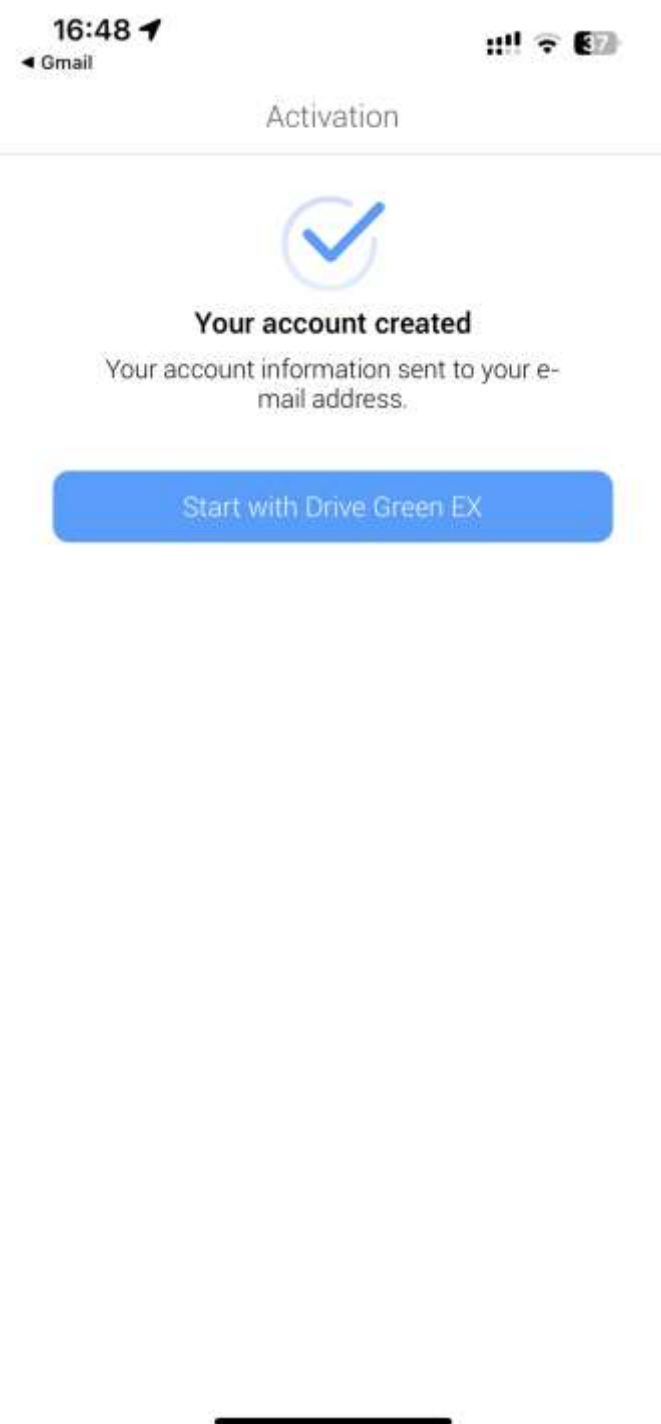 16:48
◀ Gmail
37
Activation
Your account created
Your account information sent to your e-
mail address.
Start with Drive Green EX